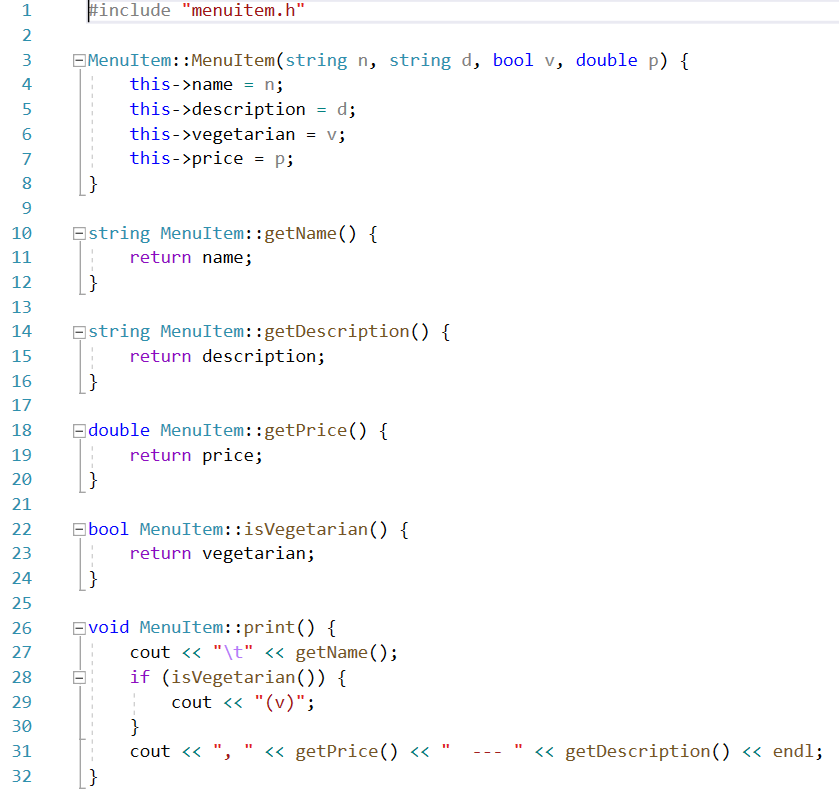 1 #include "menuitem.h"
2
3 MenuItem::MenuItem(string n, string d, bool v, double p) {
4     this->name = n;
5     this->description = d;
6     this->vegetarian = v;
7     this->price = p;
8 }
9
10 string MenuItem::getName() {
11     return name;
12 }
13
14 string MenuItem::getDescription() {
15     return description;
16 }
17
18 double MenuItem::getPrice() {
19     return price;
20 }
21
22 bool MenuItem::isVegetarian() {
23     return vegetarian;
24 }
25
26 void MenuItem::print() {
27     cout << "\t" << getName();
28     if (isVegetarian()) {
29         cout << "(v)";
30     }
31     cout << ", " << getPrice() << "  --- " << getDescription() << endl;
32 }